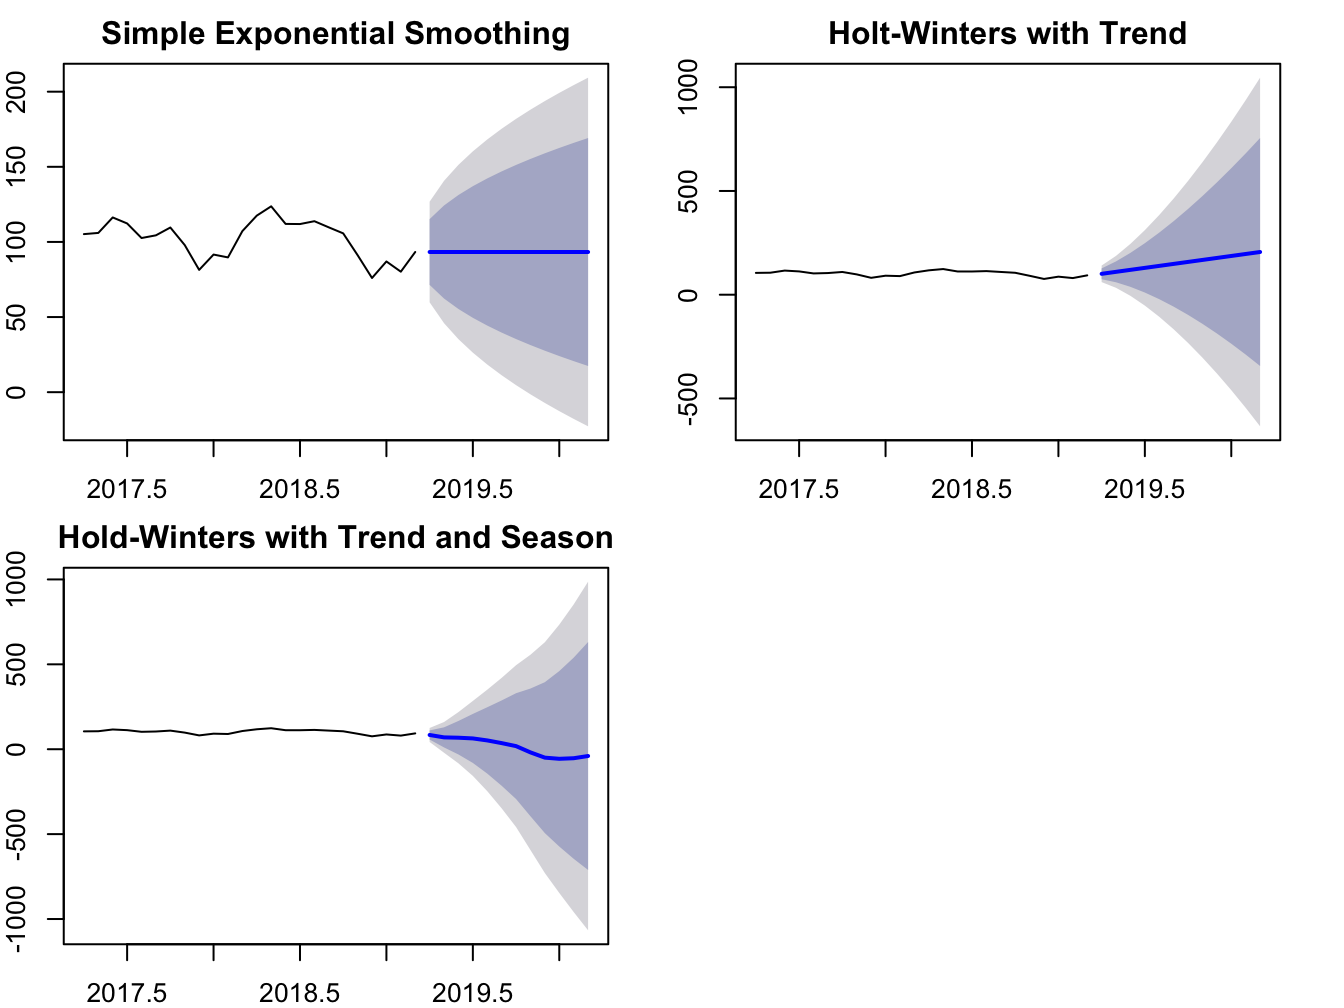 Simple Exponential Smoothing
200
150
100
50
0
2017.5 2018.5 2019.5
Holt-Winters with Trend
1000
500
0
-500
2017.5 2018.5 2019.5
Hold-Winters with Trend and Season
1000
500
0
-500
-1000
2017.5 2018.5 2019.5